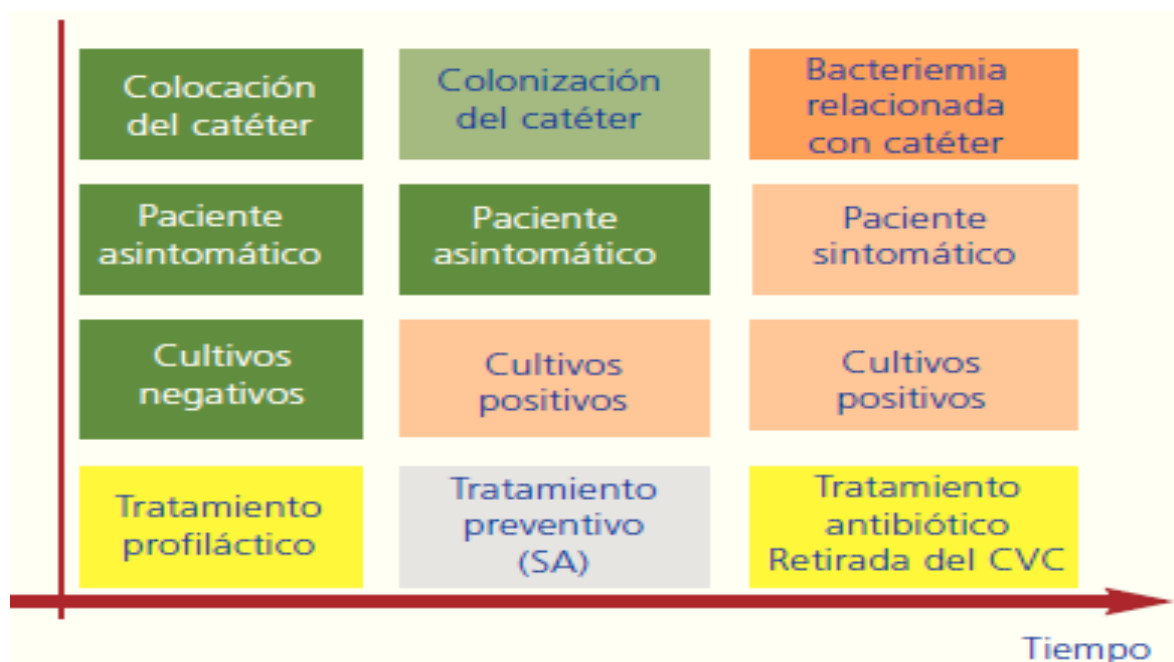 Colocación
del catéter
Colonización
del catéter
Bacteriemia
relacionada
con catéter
Paciente
asintomático
Paciente
asintomático
Paciente
sintomático
Cultivos
negativos
Cultivos
positivos
Cultivos
positivos
Tratamiento
profiláctico
Tratamiento
preventivo
(SA)
Tratamiento
antibiótico
Retirada del CVC
Tiempo